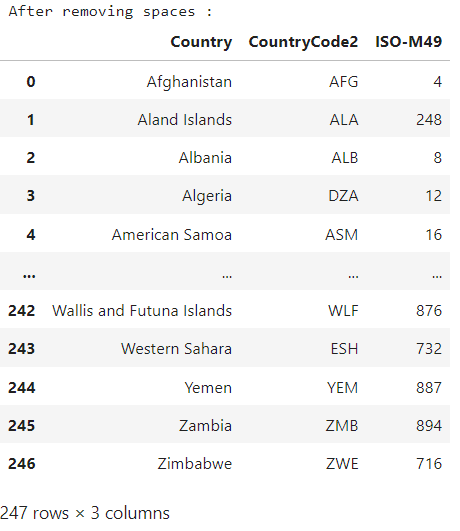 After removing spaces :
Country CountryCode2 ISO-M49
0 Afghanistan AFG 4
1 Aland Islands ALA 248
2 Albania ALB 8
3 Algeria DZA 12
4 American Samoa ASM 16
... ... ... ...
242 Wallis and Futuna Islands WLF 876
243 Western Sahara ESH 732
244 Yemen YEM 887
245 Zambia ZMB 894
246 Zimbabwe ZWE 716
247 rows × 3 columns